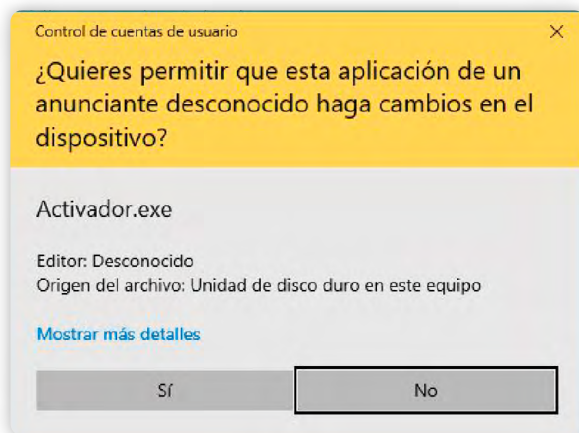 Control de cuentas de usuario
¿Quieres permitir que esta aplicación de un
anunciante desconocido haga cambios en el
dispositivo?
Activador.exe
Editor: Desconocido
Origen del archivo: Unidad de disco duro en este equipo
Mostrar más detalles
Sí
No